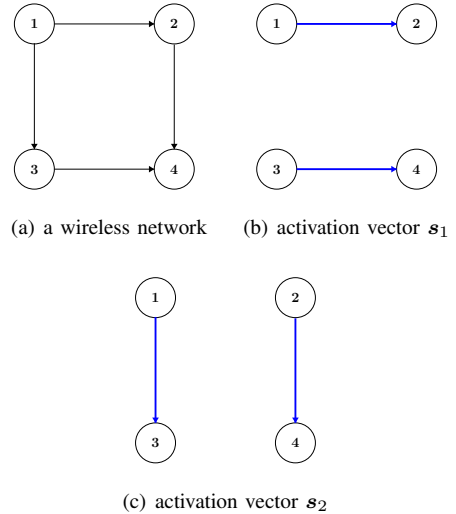 1 2 1 2
3 4 3 4
(a) a wireless network (b) activation vector s₁
1 2
3 4
(c) activation vector s₂